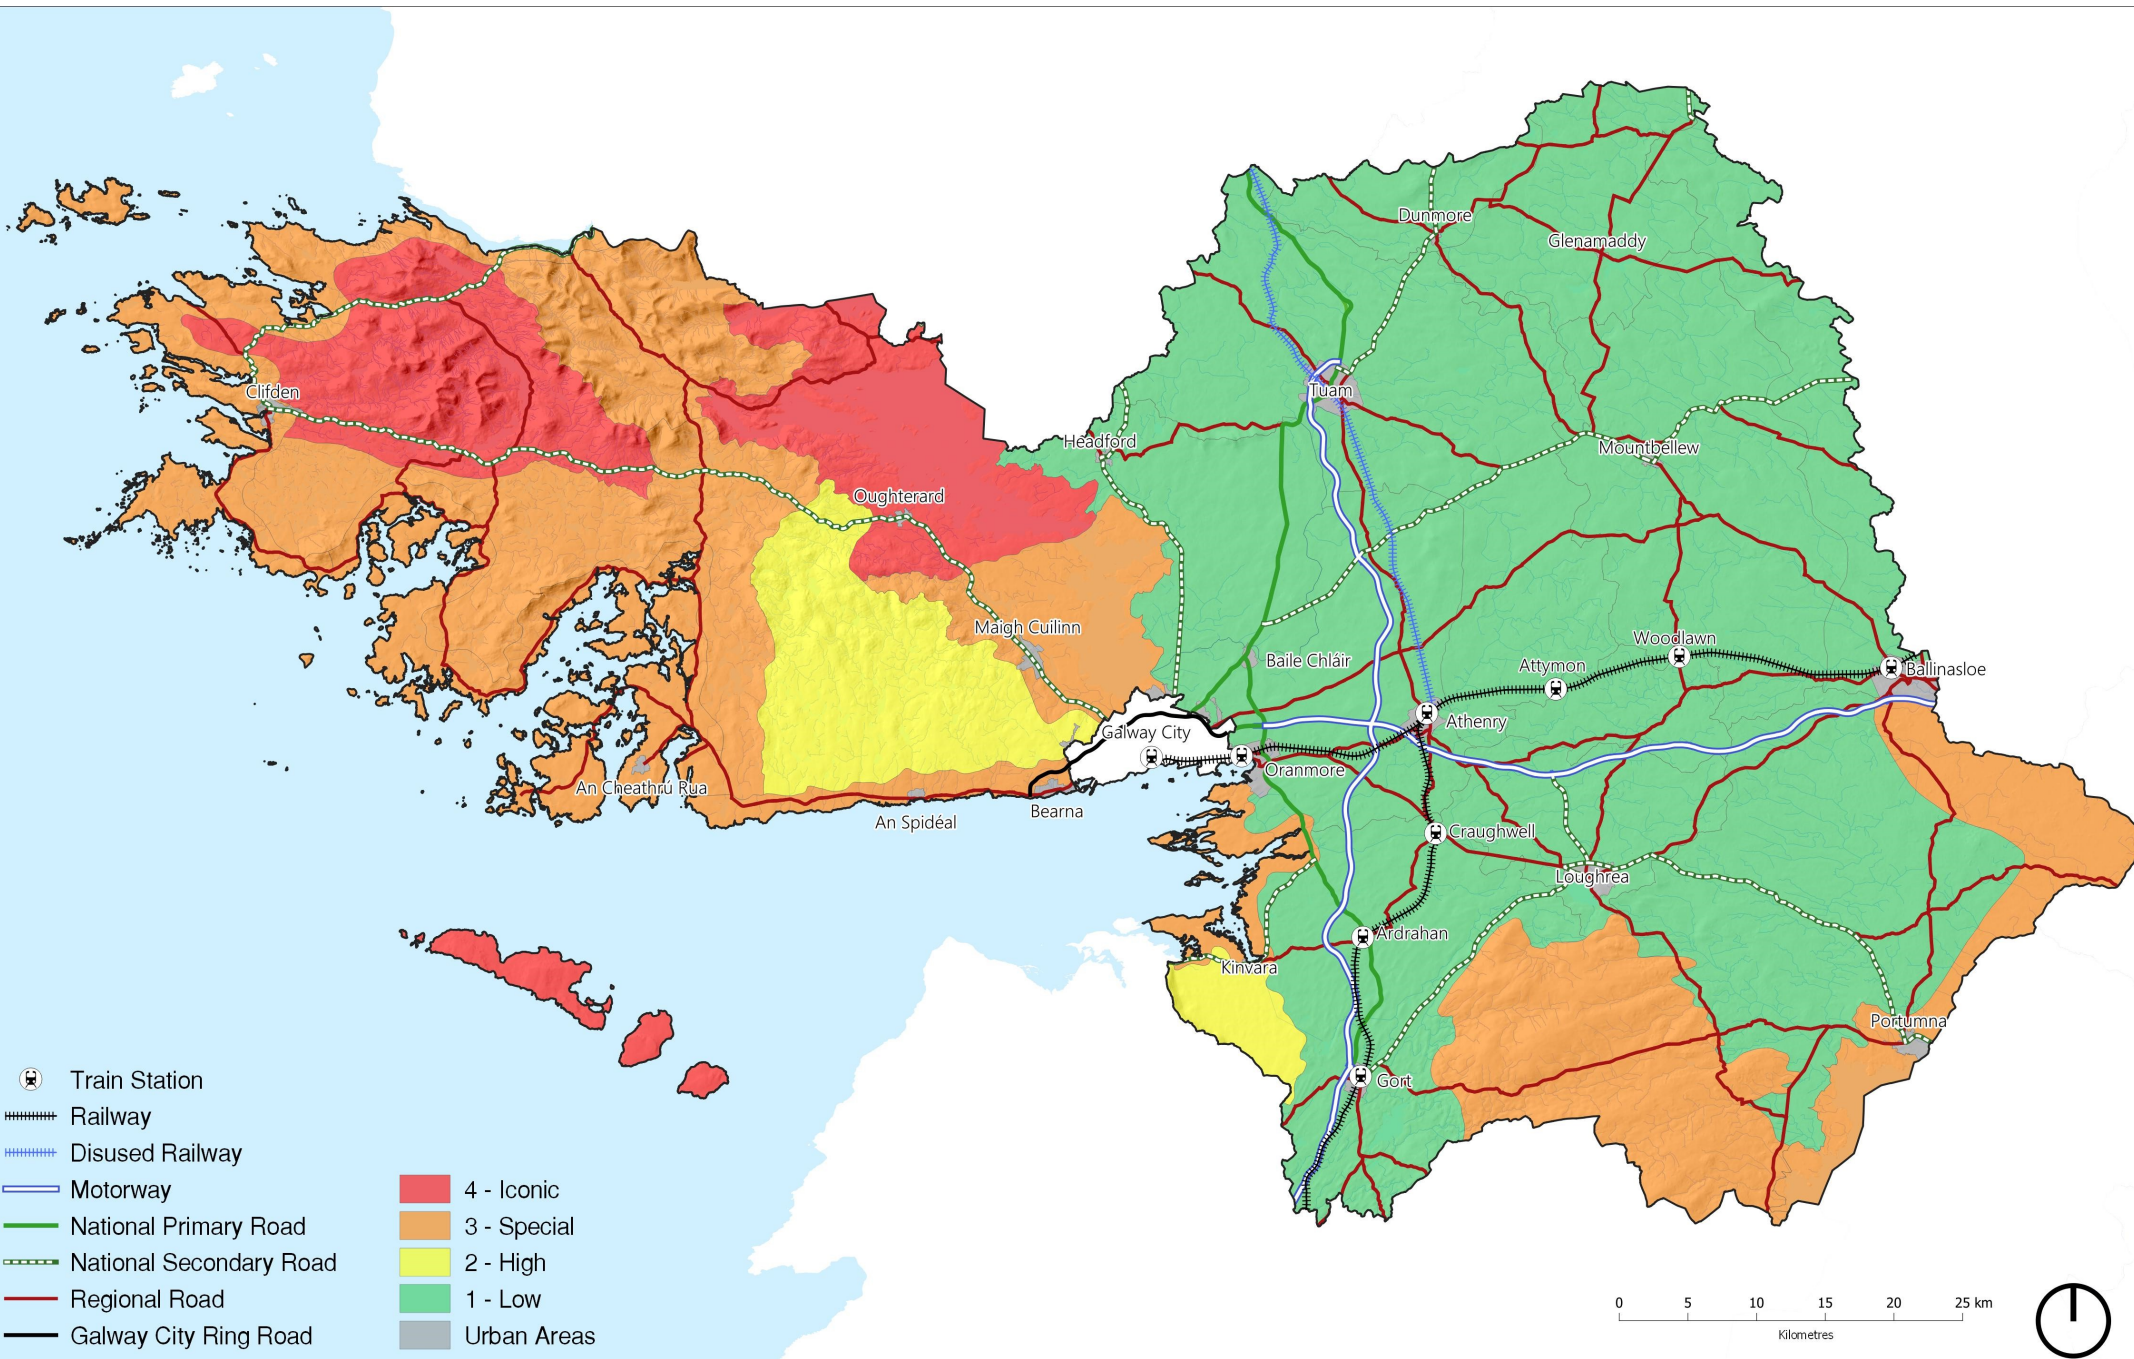 Dunmore
Glenamaddy
Clifden
Tuam
Headford
Mountbellew
Oughterard
Maigh Cuilinn
Woodlawn
Baile Chláir
Attymon
Ballinasloe
Athenry
Galway City
Oranmore
An Cheathrú Rua
Bearna
An Spidéal
Craughwell
Loughrea
Ardrahan
Kinvara
Portumna
Gort
Train Station
Railway
Disused Railway
Motorway
National Primary Road
National Secondary Road
Regional Road
Galway City Ring Road
4 - Iconic
3 - Special
2 - High
1 - Low
Urban Areas
0 5 10 15 20 25 km
Kilometres